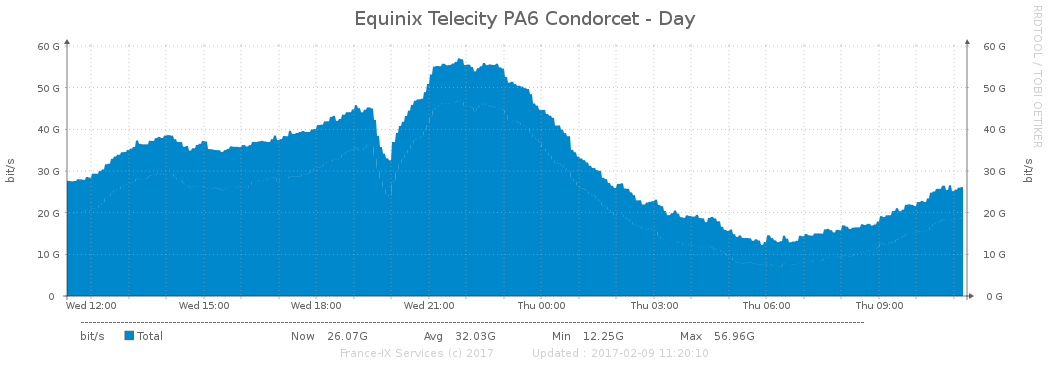 Equinix Telecity PA6 Condorcet - Day
RRDTOOL / TOBI OETIKER
bit/s
60 G
50 G
40 G
30 G
20 G
10 G
0
60 G
50 G
40 G
30 G
20 G
10 G
0 G
bit/s
Wed 12:00 Wed 15:00 Wed 18:00 Wed 21:00 Thu 00:00 Thu 03:00 Thu 06:00 Thu 09:00
bit/s Total Now 26.07G Avg 32.03G Min 12.25G Max 56.96G
France-IX Services (c) 2017 Updated : 2017-02-09 11:20:10